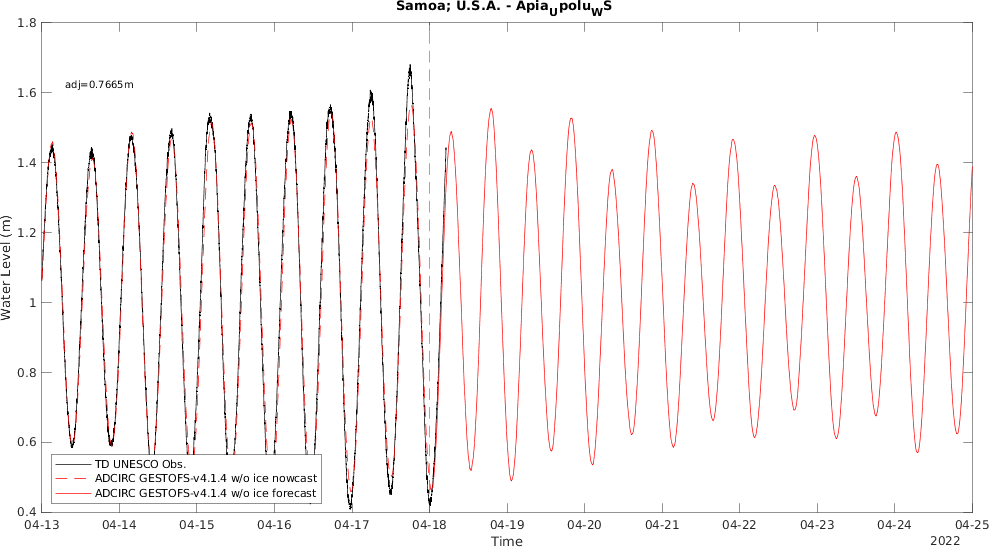 Samoa; U.S.A. - ApiaUpoluWS
1.8
1.6
1.4
1.2
1
0.8
0.6
0.4
Water Level (m)
adj=0.7665m
TD UNESCO Obs.
ADCIRC GESTOFS-v4.1.4 w/o ice nowcast
ADCIRC GESTOFS-v4.1.4 w/o ice forecast
04-13 04-14 04-15 04-16 04-17 04-18 04-19 04-20 04-21 04-22 04-23 04-24 04-25
Time
2022